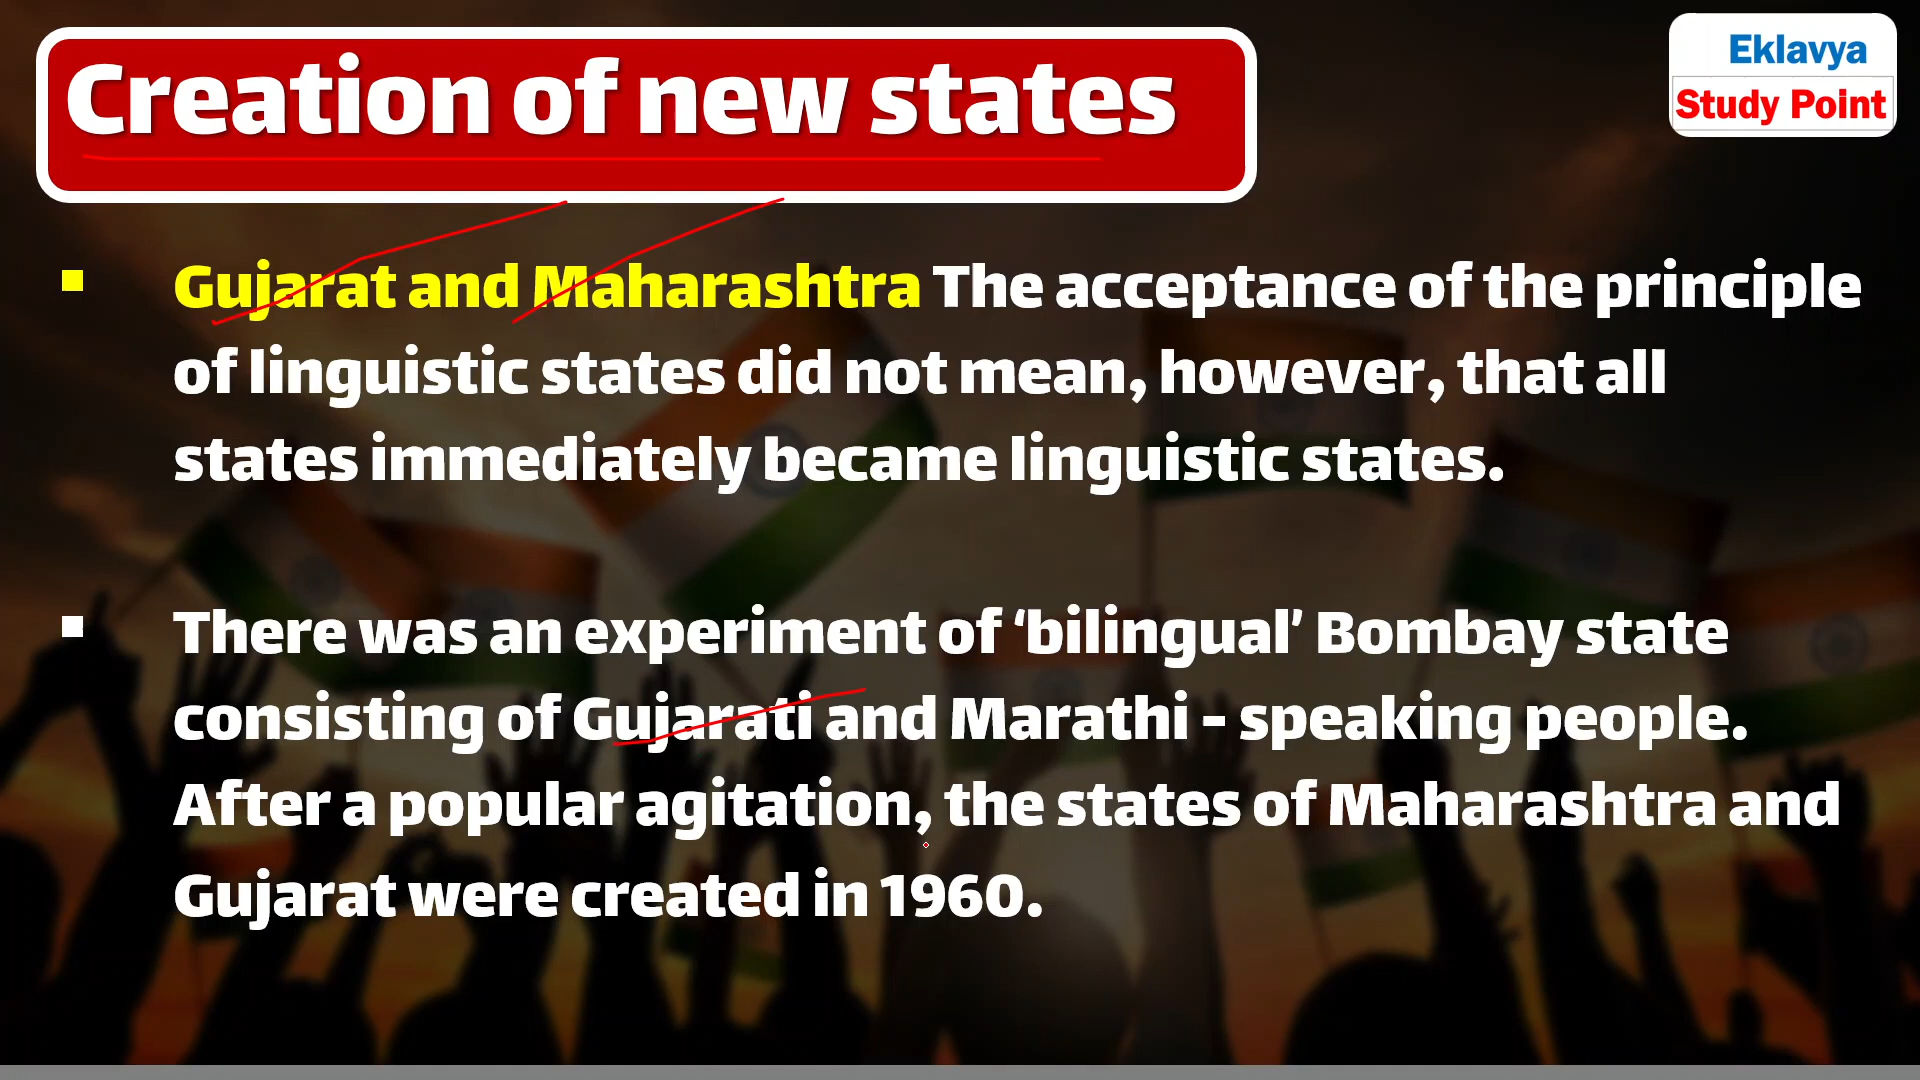 Creation of new states
Eklavya
Study Point
▪ Gujarat and Maharashtra The acceptance of the principle
of linguistic states did not mean, however, that all
states immediately became linguistic states.
▪ There was an experiment of ‘bilingual’ Bombay state
consisting of Gujarati and Marathi - speaking people.
After a popular agitation, the states of Maharashtra and
Gujarat were created in 1960.